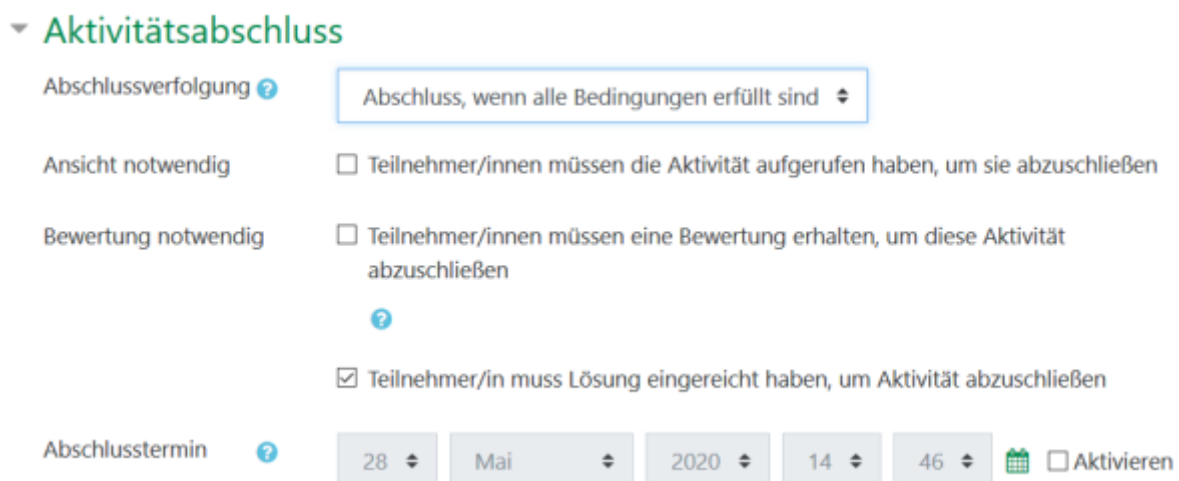 Aktivitätsabschluss
Abschlussverfolgung ?
Abschluss, wenn alle Bedingungen erfüllt sind
Ansicht notwendig
Teilnehmer/innen müssen die Aktivität aufgerufen haben, um sie abzuschließen
Bewertung notwendig
Teilnehmer/innen müssen eine Bewertung erhalten, um diese Aktivität
abzuschließen
?
Teilnehmer/in muss Lösung eingereicht haben, um Aktivität abzuschließen
Abschlusstermin ? 28 Mai 2020 14 46 Aktivieren